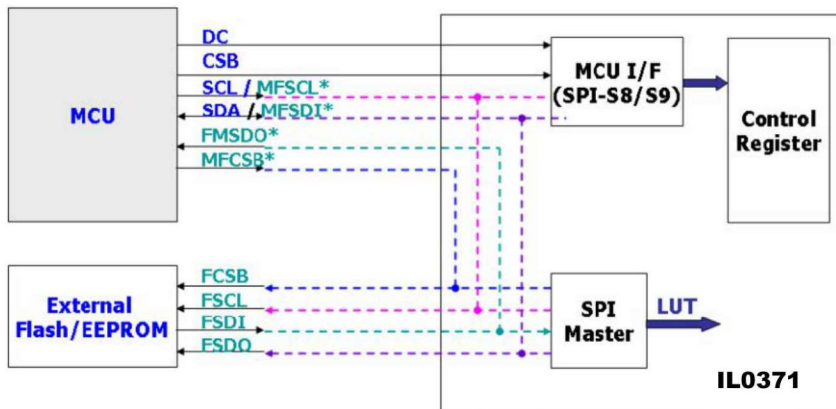 DC
CSB
SCL / MFSCL*
SDA / MFSDI*
FMSDO*
MFCSB*
MCU
MCU I/F
(SPI-S8/S9)
Control
Register
FCSB
FSCL
FSDI
FSDO
External
Flash/EEPROM
SPI
Master
LUT
IL0371